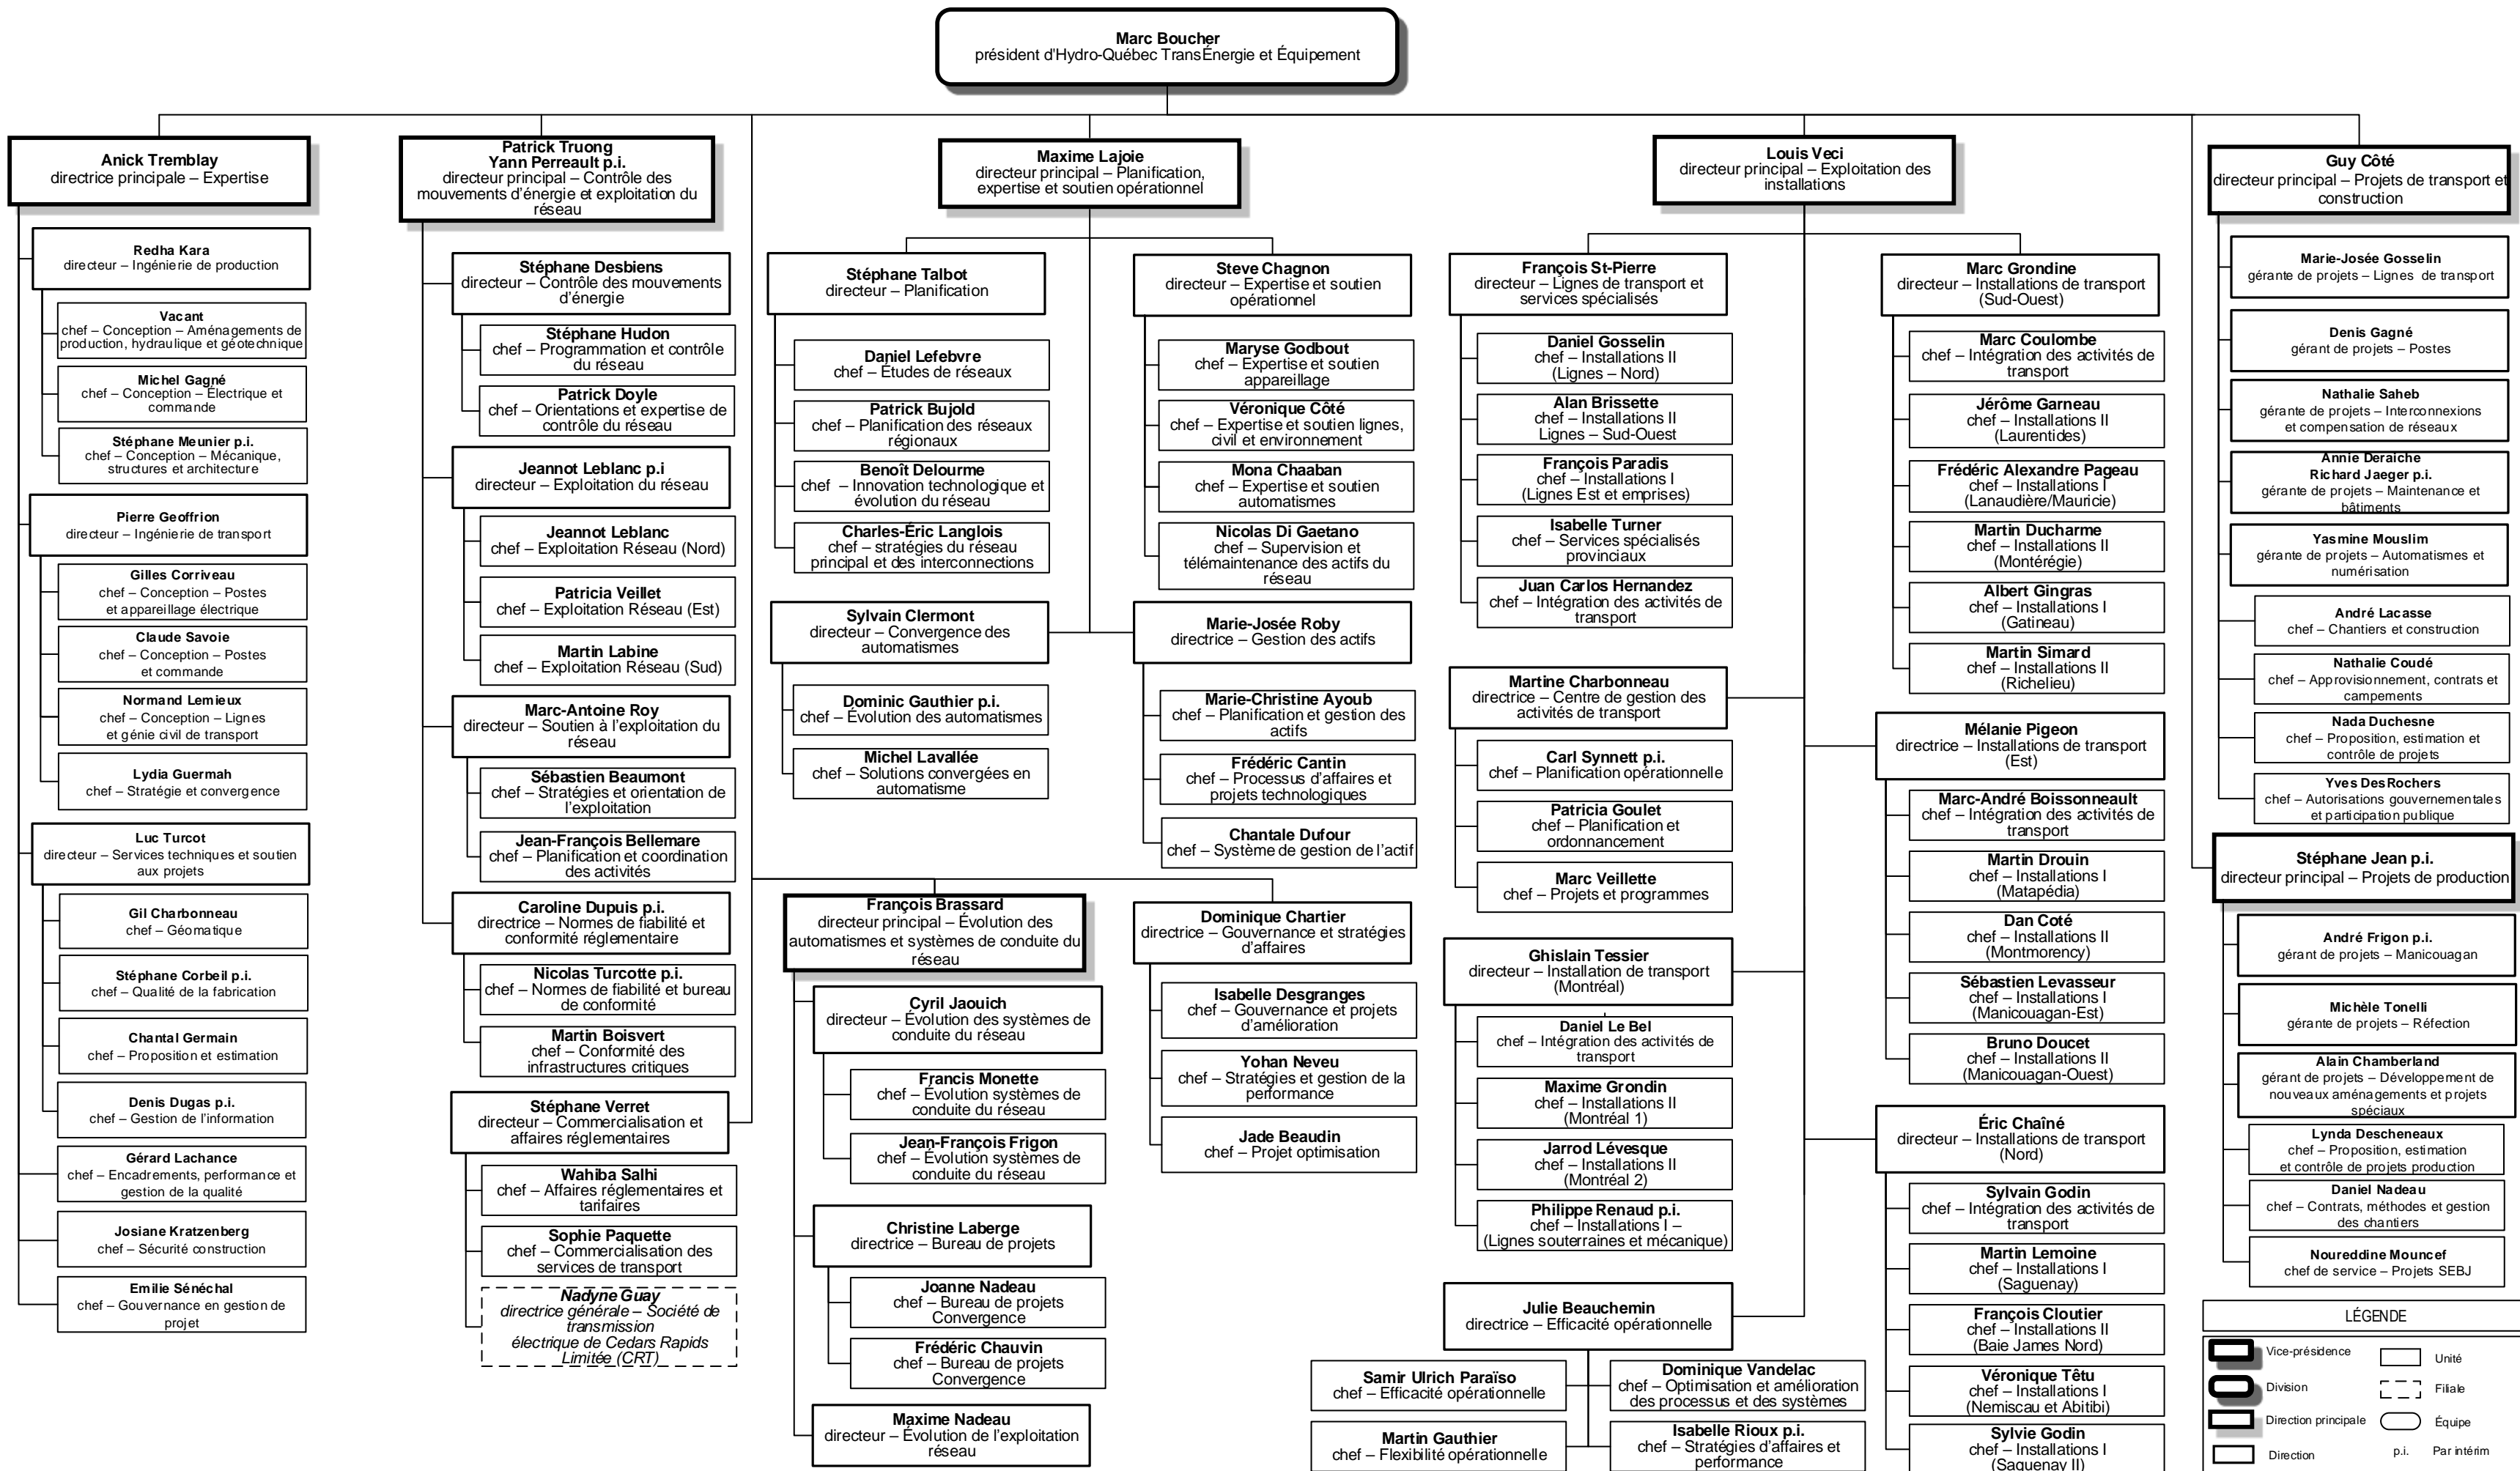 Marc Boucher
président d'Hydro-Québec TransÉnergie et Équipement
Anick Tremblay
directrice principale – Expertise
Redha Kara
directeur – Ingénierie de production
Vacant
chef – Conception – Aménagements de
production, hydraulique et géotechnique
Michel Gagné
chef – Conception – Électrique et
commande
Stéphane Meunier p.i.
chef – Conception – Mécanique,
structures et architecture
Pierre Geoffrion
directeur – Ingénierie de transport
Gilles Corriveau
chef – Conception – Postes
et appareillage électrique
Claude Savoie
chef – Conception – Postes
et commande
Normand Lemieux
chef – Conception – Lignes
et génie civil de transport
Lydia Guermah
chef – Stratégie et convergence
Luc Turcot
directeur – Services techniques et soutien
aux projets
Gil Charbonneau
chef – Géomatique
Stéphane Corbeil p.i.
chef – Qualité de la fabrication
Chantal Germain
chef – Proposition et estimation
Denis Dugas p.i.
chef – Gestion de l'information
Gérard Lachance
chef – Encadrements, performance et
gestion de la qualité
Josiane Kratzenberg
chef – Sécurité construction
Emilie Sénéchal
chef – Gouvernance en gestion de
projet
Patrick Truong
Yann Perreault p.i.
directeur principal – Contrôle des
mouvements d'énergie et exploitation du
réseau
Stéphane Desbiens
directeur – Contrôle des mouvements
d'énergie
Stéphane Hudon
chef – Programmation et contrôle
du réseau
Patrick Doyle
chef – Orientations et expertise de
contrôle du réseau
Jeannot Leblanc p.i
directeur – Exploitation du réseau
Jeannot Leblanc
chef – Exploitation Réseau (Nord)
Patricia Veillet
chef – Exploitation Réseau (Est)
Martin Labine
chef – Exploitation Réseau (Sud)
Marc-Antoine Roy
directeur – Soutien à l'exploitation du
réseau
Sébastien Beaumont
chef – Stratégies et orientation de
l'exploitation
Jean-François Bellemare
chef – Planification et coordination
des activités
Caroline Dupuis p.i.
directrice – Normes de fiabilité et
conformité réglementaire
Nicolas Turcotte p.i.
chef – Normes de fiabilité et bureau
de conformité
Martin Boisvert
chef – Conformité des
infrastructures critiques
Stéphane Verret
directeur – Commercialisation et
affaires réglementaires
Wahiba Salhi
chef – Affaires réglementaires et
tarifaires
Sophie Paquette
chef – Commercialisation des
services de transport
Nadyne Guay
directrice générale – Société de
transmission
électrique de Cedars Rapids
Limitée (CRT)
Maxime Lajoie
directeur principal – Planification,
expertise et soutien opérationnel
Stéphane Talbot
directeur – Planification
Daniel Lefebvre
chef – Études de réseaux
Patrick Bujold
chef – Planification des réseaux
régionaux
Benoît Delourme
chef – Innovation technologique et
évolution du réseau
Charles-Éric Langlois
chef – stratégies du réseau
principal et des interconnections
Steve Chagnon
directeur – Expertise et soutien
opérationnel
Maryse Godbout
chef – Expertise et soutien
appareillage
Véronique Côté
chef – Expertise et soutien lignes,
civil et environnement
Mona Chaaban
chef – Expertise et soutien
automatismes
Nicolas Di Gaetano
chef – Supervision et
télémaintenance des actifs du
réseau
Sylvain Clermont
directeur – Convergence des
automatismes
Dominic Gauthier p.i.
chef – Évolution des automatismes
Michel Lavallée
chef – Solutions convergées en
automatisme
Marie-Josée Roby
directrice – Gestion des actifs
Marie-Christine Ayoub
chef – Planification et gestion des
actifs
Frédéric Cantin
chef – Processus d'affaires et
projets technologiques
Chantale Dufour
chef – Système de gestion de l'actif
François Brassard
directeur principal – Évolution des
automatismes et systèmes de conduite du
réseau
Cyril Jaouich
directeur – Évolution des systèmes de
conduite du réseau
Francis Monette
chef – Évolution systèmes de
conduite du réseau
Jean-François Frigon
chef – Évolution systèmes de
conduite du réseau
Christine Laberge
directrice – Bureau de projets
Joanne Nadeau
chef – Bureau de projets
Convergence
Frédéric Chauvin
chef – Bureau de projets
Convergence
Maxime Nadeau
directeur – Évolution de l'exploitation
réseau
Dominique Chartier
directrice – Gouvernance et stratégies
d'affaires
Isabelle Desgranges
chef – Gouvernance et projets
d'amélioration
Yohan Neveu
chef – Stratégies et gestion de la
performance
Jade Beaudin
chef – Projet optimisation
Louis Veci
directeur principal – Exploitation des
installations
François St-Pierre
directeur – Lignes de transport et
services spécialisés
Daniel Gosselin
chef – Installations II
(Lignes – Nord)
Alan Brissette
chef – Installations II
Lignes – Sud-Ouest
François Paradis
chef – Installations I
(Lignes Est et emprises)
Isabelle Turner
chef – Services spécialisés
provinciaux
Juan Carlos Hernandez
chef – Intégration des activités de
transport
Martine Charbonneau
directrice – Centre de gestion des
activités de transport
Carl Synnett p.i.
chef – Planification opérationnelle
Patricia Goulet
chef – Planification et
ordonnancement
Marc Veillette
chef – Projets et programmes
Ghislain Tessier
directeur – Installation de transport
(Montréal)
Daniel Le Bel
chef – Intégration des activités de
transport
Maxime Grondin
chef – Installations II
(Montréal 1)
Jarrod Lévesque
chef – Installations II
(Montréal 2)
Philippe Renaud p.i.
chef – Installations I –
(Lignes souterraines et mécanique)
Julie Beauchemin
directrice – Efficacité opérationnelle
Samir Ulrich Paraïso
chef – Efficacité opérationnelle
Dominique Vandelac
chef – Optimisation et amélioration
des processus et des systèmes
Martin Gauthier
chef – Flexibilité opérationnelle
Isabelle Rioux p.i.
chef – Stratégies d'affaires et
performance
Marc Grondine
directeur – Installations de transport
(Sud-Ouest)
Marc Coulombe
chef – Intégration des activités de
transport
Jérôme Garneau
chef – Installations II
(Laurentides)
Frédéric Alexandre Pageau
chef – Installations I
(Lanaudière/Mauricie)
Martin Ducharme
chef – Installations II
(Montérégie)
Albert Gingras
chef – Installations I
(Gatineau)
Martin Simard
chef – Installations II
(Richelieu)
Mélanie Pigeon
directrice – Installations de transport
(Est)
Marc-André Boissonneault
chef – Intégration des activités de
transport
Martin Drouin
chef – Installations I
(Matapédia)
Dan Coté
chef – Installations II
(Montmorency)
Sébastien Levasseur
chef – Installations I
(Manicouagan-Est)
Bruno Doucet
chef – Installations II
(Manicouagan-Ouest)
Éric Chaîné
directeur – Installations de transport
(Nord)
Sylvain Godin
chef – Intégration des activités de
transport
Martin Lemoine
chef – Installations I
(Saguenay)
François Cloutier
chef – Installations II
(Baie James Nord)
Véronique Têtu
chef – Installations I
(Nemiscau et Abitibi)
Sylvie Godin
chef – Installations I
(Saguenay II)
Guy Côté
directeur principal – Projets de transport et
construction
Marie-Josée Gosselin
gérante de projets – Lignes de transport
Denis Gagné
gérant de projets – Postes
Nathalie Saheb
gérante de projets – Interconnexions
et compensation de réseaux
Annie Deraiche
Richard Jaeger p.i.
gérante de projets – Maintenance et
bâtiments
Yasmine Mouslim
gérante de projets – Automatismes et
numérisation
André Lacasse
chef – Chantiers et construction
Nathalie Coudé
chef – Approvisionnement, contrats et
campements
Nada Duchesne
chef – Proposition, estimation et
contrôle de projets
Yves DesRochers
chef – Autorisations gouvernementales
et participation publique
Stéphane Jean p.i.
directeur principal – Projets de production
André Frigon p.i.
gérant de projets – Manicouagan
Michèle Tonelli
gérante de projets – Réfection
Alain Chamberland
gérant de projets – Développement de
nouveaux aménagements et projets
spéciaux
Lynda Descheneaux
chef – Proposition, estimation
et contrôle de projets production
Daniel Nadeau
chef – Contrats, méthodes et gestion
des chantiers
Noureddine Mouncef
chef de service – Projets SEBJ
LÉGENDE
Vice-présidence
Unité
Division
Filiale
Direction principale
Équipe
Direction
p.i. Par intérim